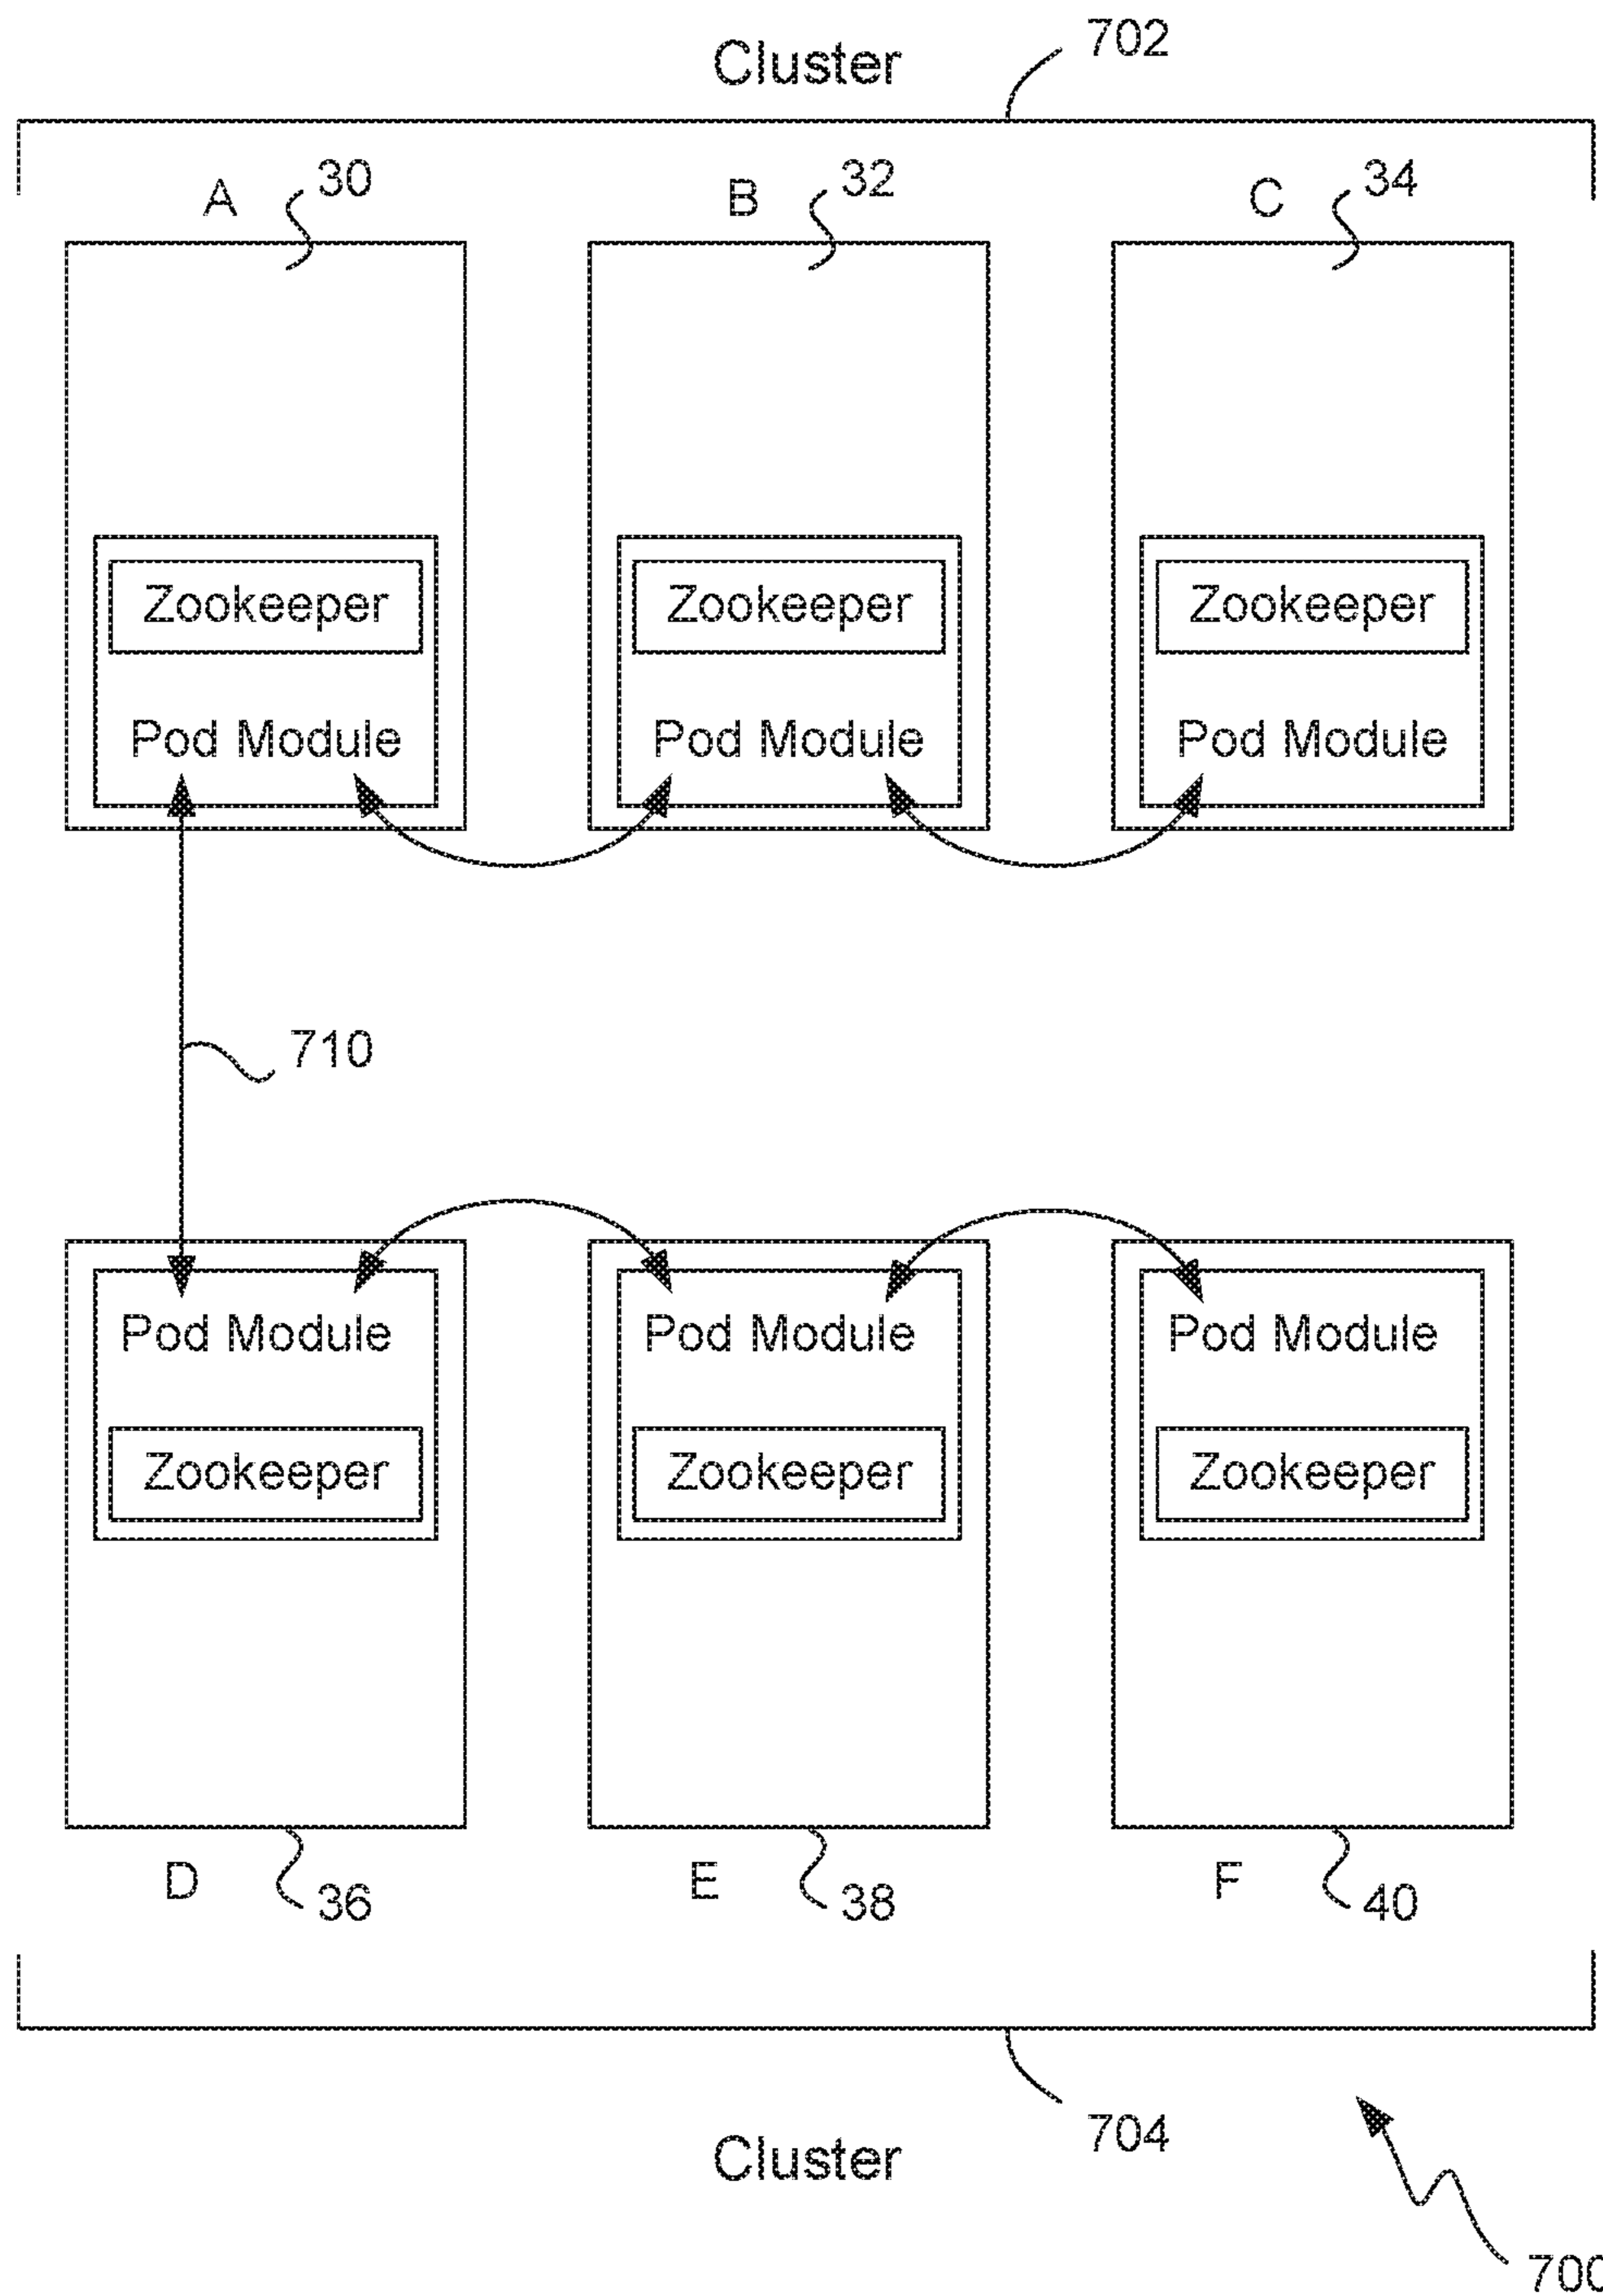 Cluster 702
A 30 B 32 C 34
Zookeeper Zookeeper Zookeeper
Pod Module Pod Module Pod Module
710
Pod Module Pod Module Pod Module
Zookeeper Zookeeper Zookeeper
D 36 E 38 F 40
Cluster 704
700